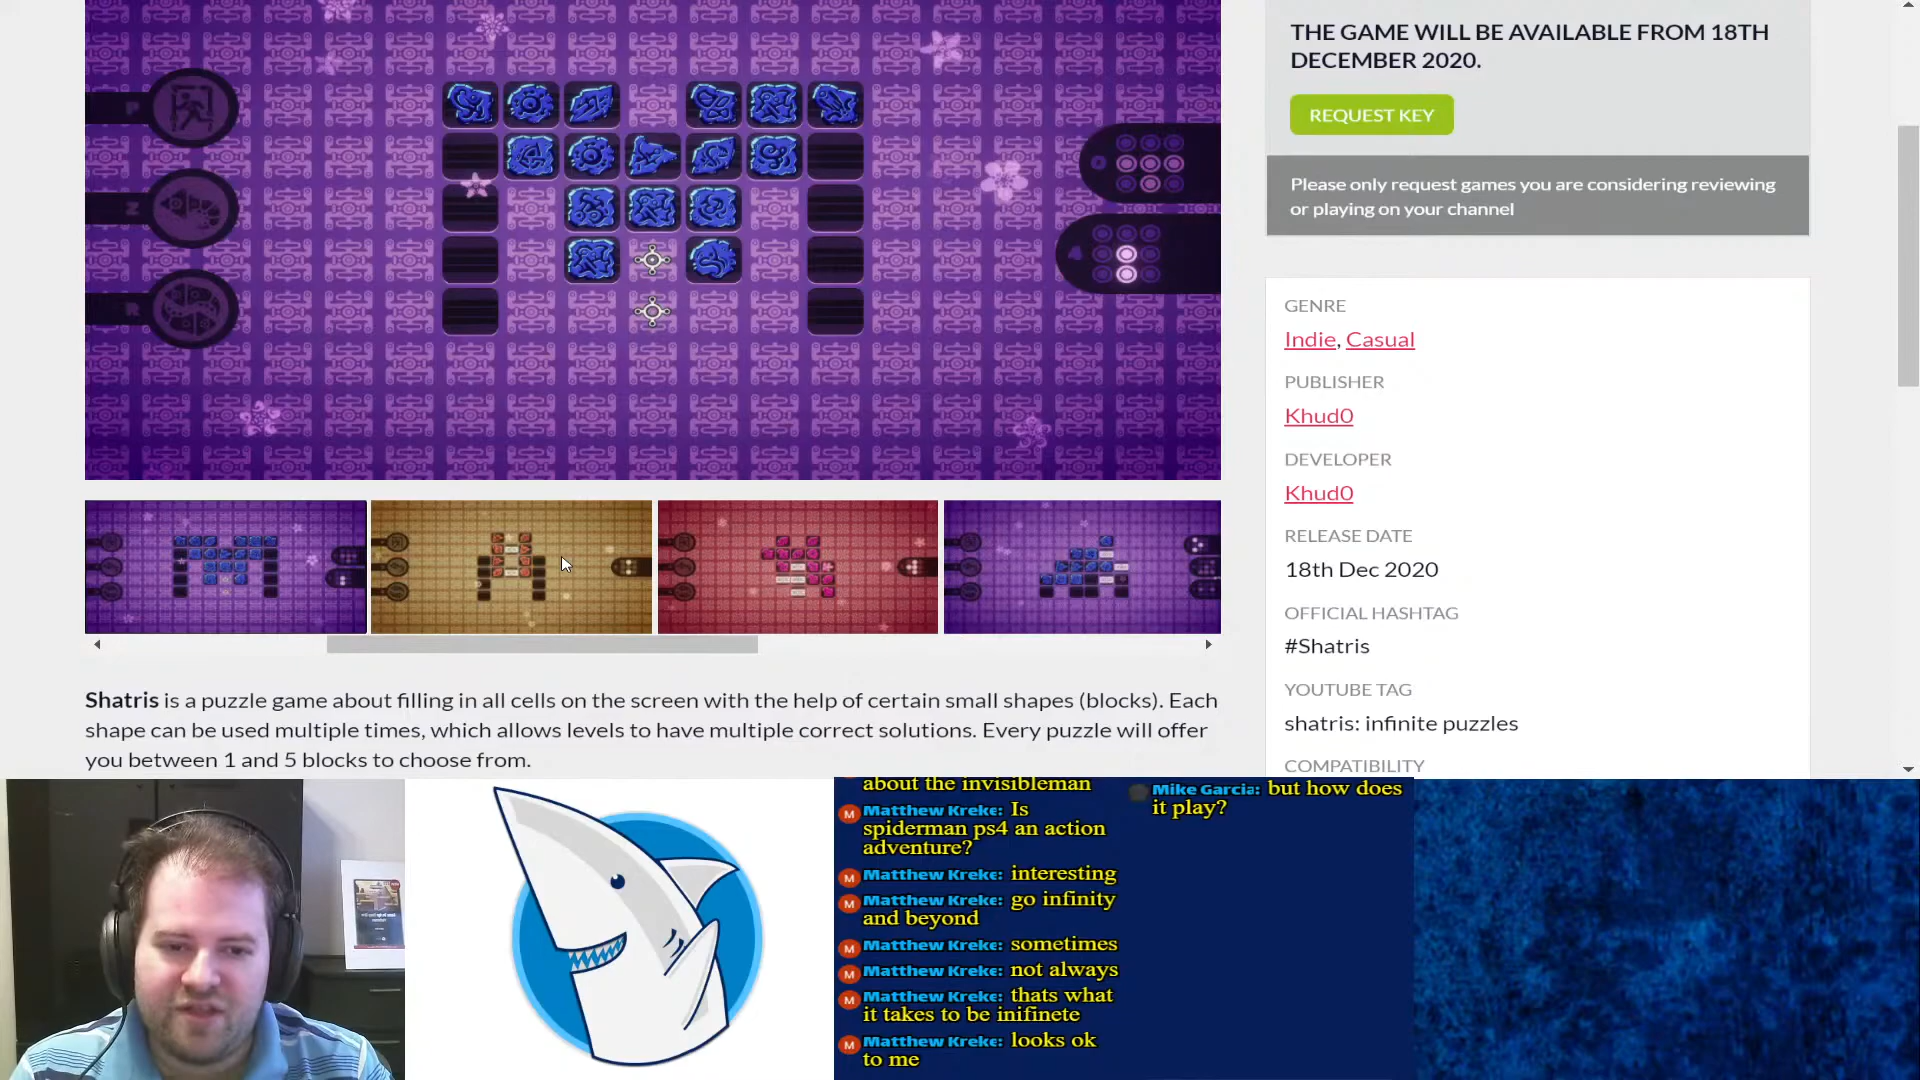 P
Z
R
THE GAME WILL BE AVAILABLE FROM 18TH
DECEMBER 2020.
REQUEST KEY
Please only request games you are considering reviewing
or playing on your channel
GENRE
Indie, Casual
PUBLISHER
Khud0
DEVELOPER
Khud0
RELEASE DATE
18th Dec 2020
OFFICIAL HASHTAG
#Shatris
YOUTUBE TAG
shatris: infinite puzzles
COMPATIBILITY
Shatris is a puzzle game about filling in all cells on the screen with the help of certain small shapes (blocks). Each
shape can be used multiple times, which allows levels to have multiple correct solutions. Every puzzle will offer
you between 1 and 5 blocks to choose from.
about the invisibleman
M Matthew Kreke: Is
spiderman ps4 an action
adventure?
M Matthew Kreke: interesting
M Matthew Kreke: go infinity
and beyond
M Matthew Kreke: sometimes
M Matthew Kreke: not always
M Matthew Kreke: thats what
it takes to be inifinete
M Matthew Kreke: looks ok
to me
Mike Garcia: but how does
it play?